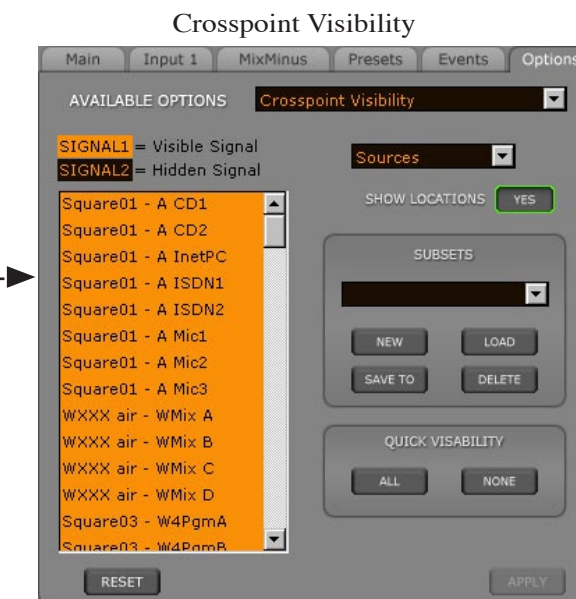 Crosspoint Visibility
Main Input 1 MixMinus Presets Events Options
AVAILABLE OPTIONS Crosspoint Visibility
SIGNAL1 = Visible Signal
SIGNAL2 = Hidden Signal
Sources
SHOW LOCATIONS YES
Square01 - A CD1
Square01 - A CD2
Square01 - A InetPC
Square01 - A ISDN1
Square01 - A ISDN2
Square01 - A Mic1
Square01 - A Mic2
Square01 - A Mic3
WXXX air - WMix A
WXXX air - WMix B
WXXX air - WMix C
WXXX air - WMix D
Square03 - W4PgmA
Square03 - W4PgmB
SUBSETS
NEW LOAD
SAVE TO DELETE
QUICK VISABILITY
ALL NONE
RESET APPLY